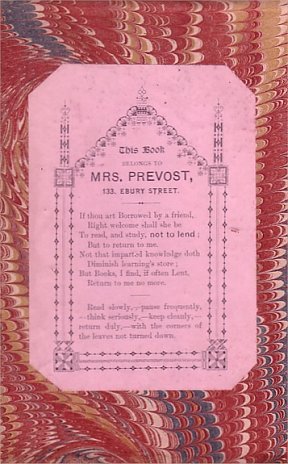 This Book
BELONGS TO
MRS. PREVOST,
133, EBURY STREET.
If thou art Borrowed by a friend,
Right welcome shall she be
To read, and study, not to lend;
But to return to me.
Not that imparted knowledge doth
Diminish learning's store;
But Books, I find, if often Lent,
Return to me no more.
Read slowly,—pause frequently,
—think seriously,—keep cleanly,—
return duly,—with the corners of
the leaves not turned down.